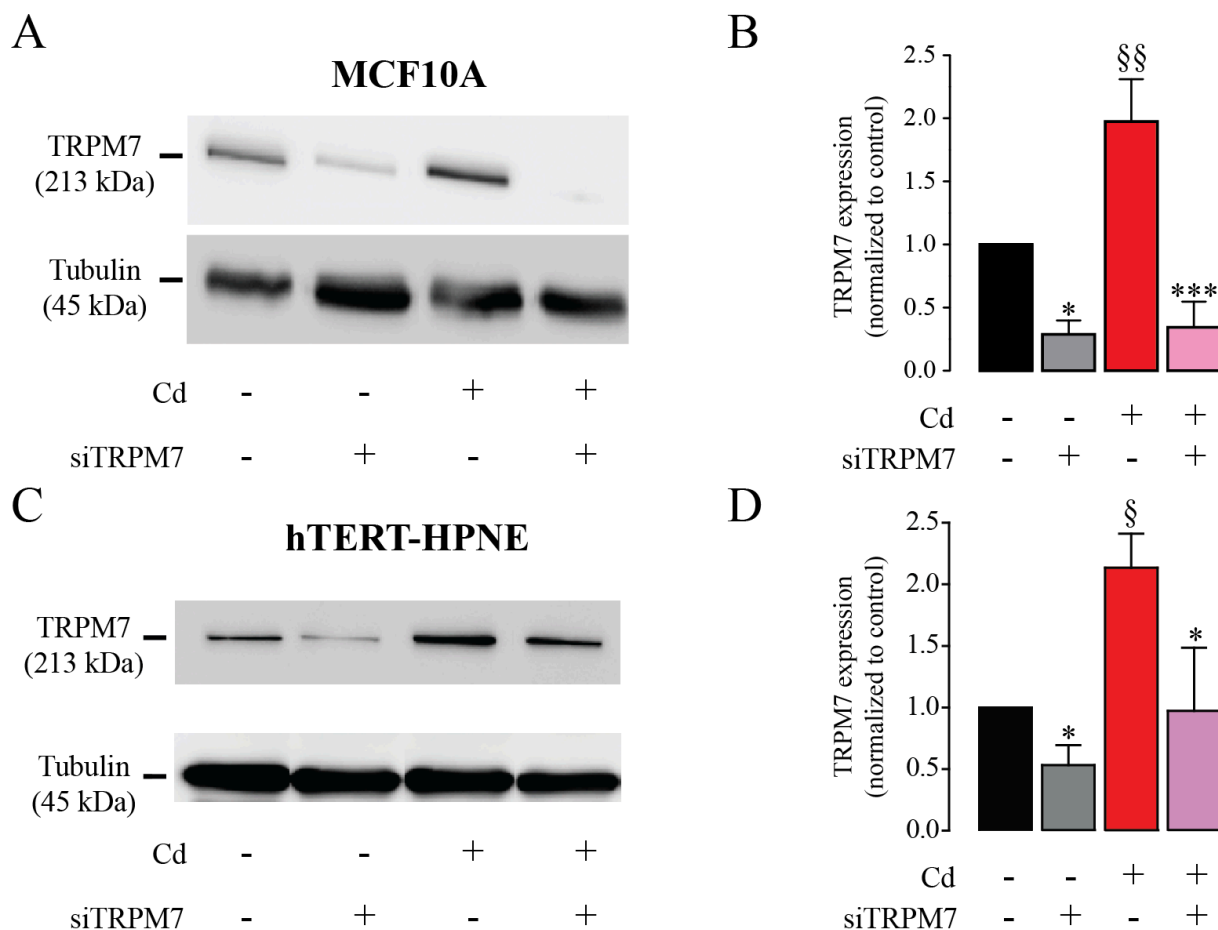 A
MCF10A
TRPM7
(213 kDa)
Tubulin
(45 kDa)
Cd - - + +
siTRPM7 - + - +
B
TRPM7 expression
(normalized to control)
2.5
2.0
1.5
1.0
0.5
0.0
*
§§
***
Cd - - + +
siTRPM7 - + - +
C
hTERT-HPNE
TRPM7
(213 kDa)
Tubulin
(45 kDa)
Cd - - + +
siTRPM7 - + - +
D
TRPM7 expression
(normalized to control)
2.5
2.0
1.5
1.0
0.5
0.0
*
§
*
Cd - - + +
siTRPM7 - + - +